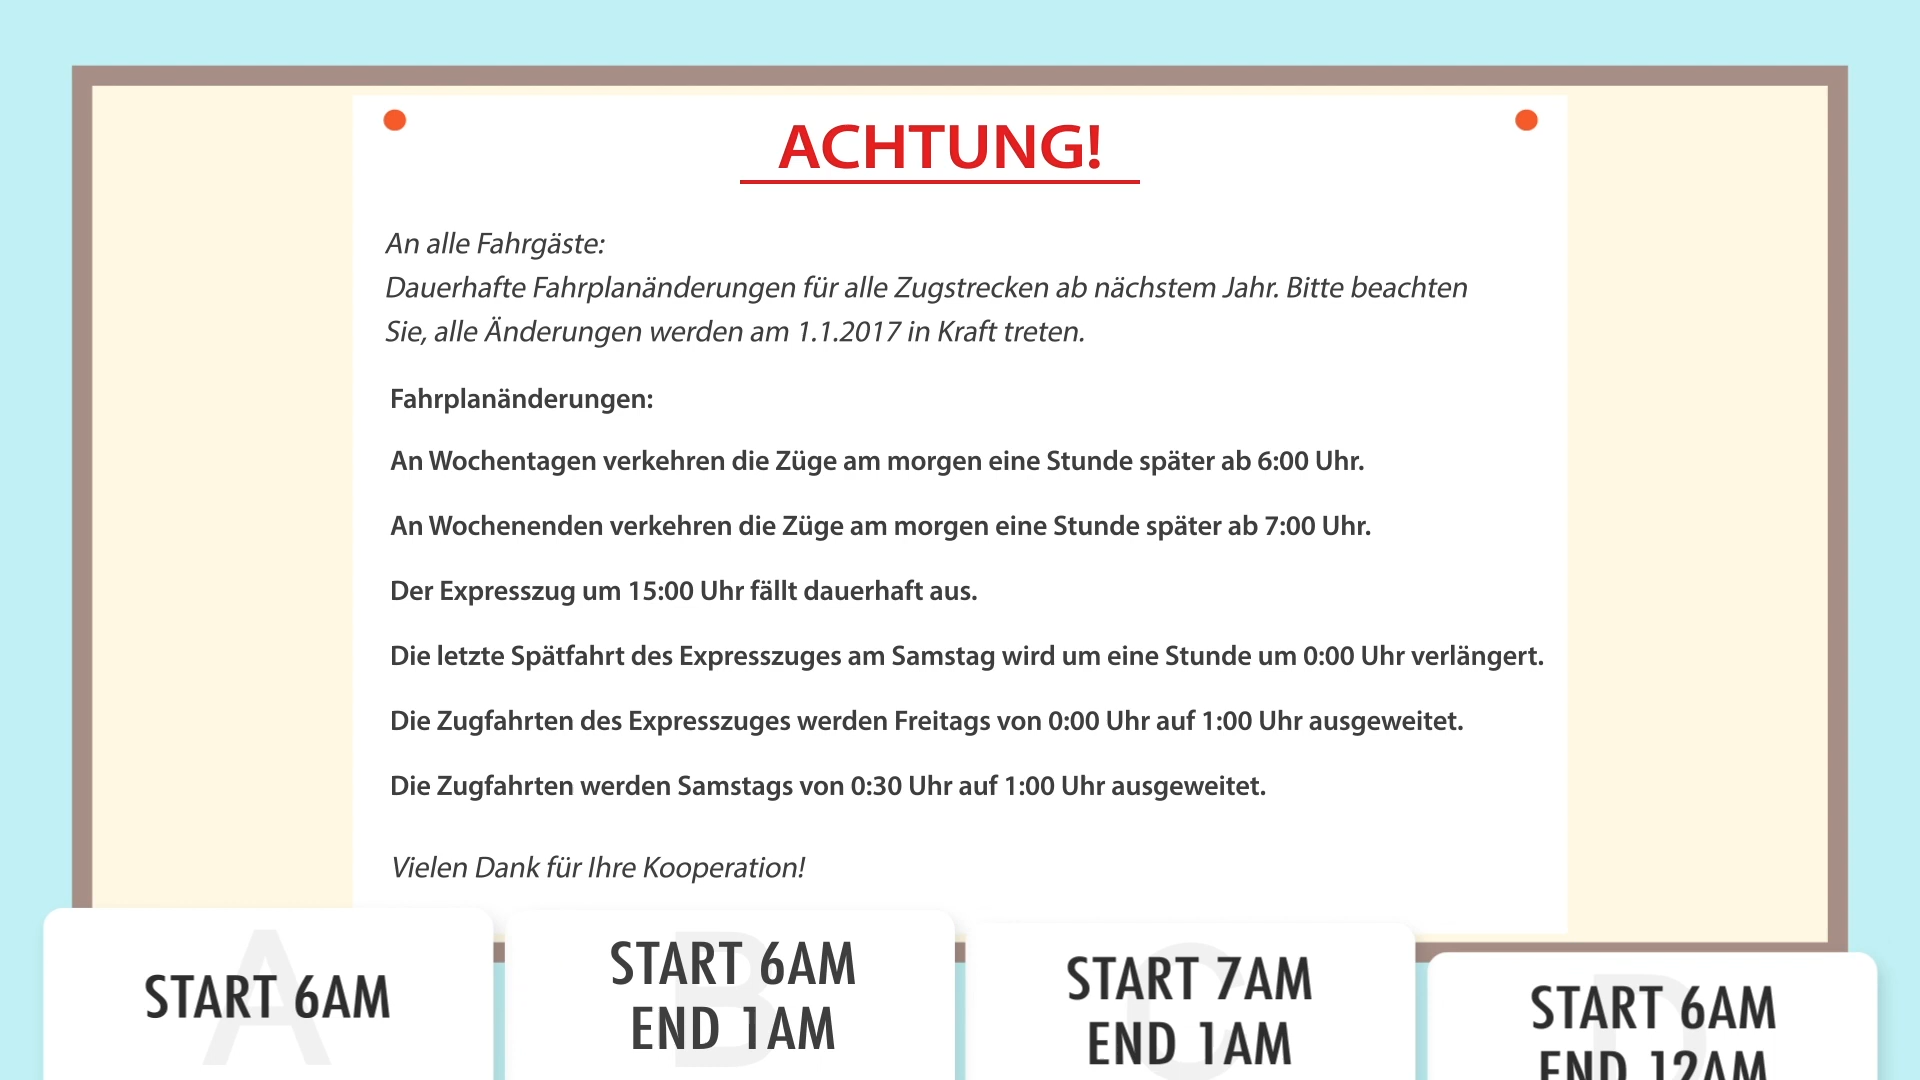 ACHTUNG!
An alle Fahrgäste:
Dauerhafte Fahrplanänderungen für alle Zugstrecken ab nächstem Jahr. Bitte beachten
Sie, alle Änderungen werden am 1.1.2017 in Kraft treten.
Fahrplanänderungen:
An Wochentagen verkehren die Züge am morgen eine Stunde später ab 6:00 Uhr.
An Wochenenden verkehren die Züge am morgen eine Stunde später ab 7:00 Uhr.
Der Expresszug um 15:00 Uhr fällt dauerhaft aus.
Die letzte Spätfahrt des Expresszuges am Samstag wird um eine Stunde um 0:00 Uhr verlängert.
Die Zugfahrten des Expresszuges werden Freitags von 0:00 Uhr auf 1:00 Uhr ausgeweitet.
Die Zugfahrten werden Samstags von 0:30 Uhr auf 1:00 Uhr ausgeweitet.
Vielen Dank für Ihre Kooperation!
A
START 6AM
B
START 6AM
END 1AM
C
START 7AM
END 1AM
D
START 6AM
END 12AM